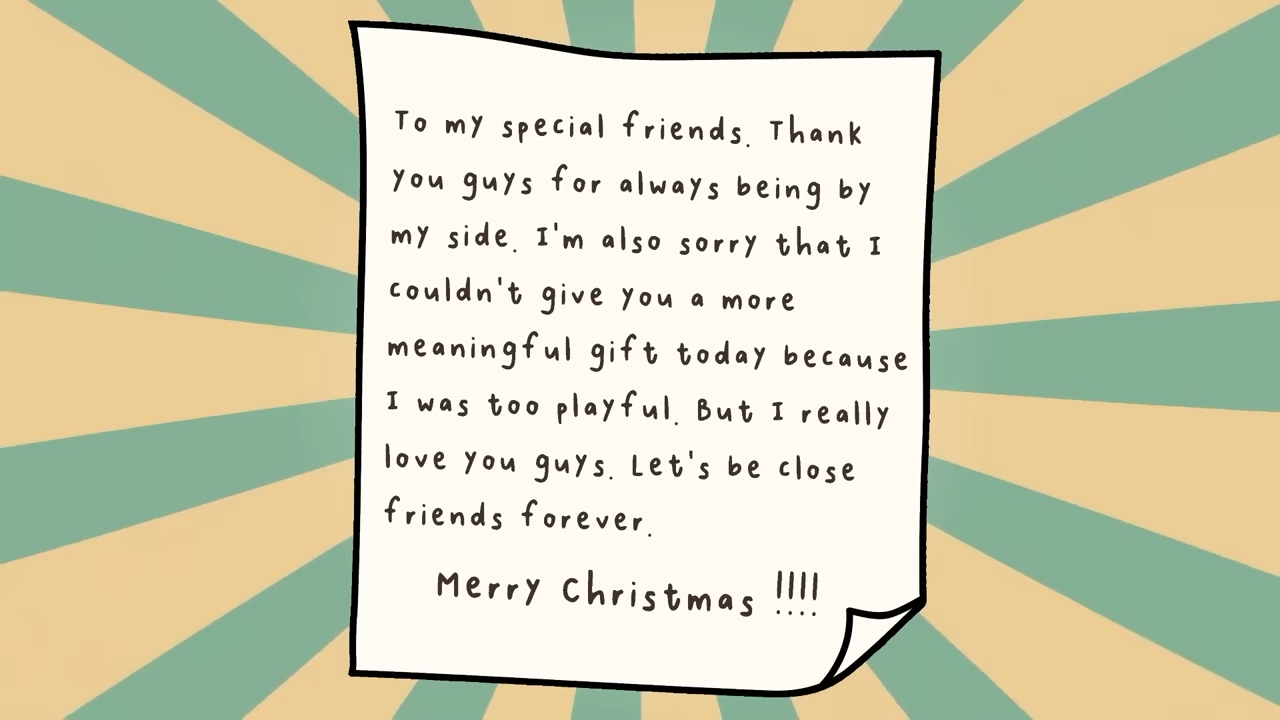 To my special friends. Thank
you guys for always being by
my side. I'm also sorry that I
couldn't give you a more
meaningful gift today because
I was too playful. But I really
love you guys. Let's be close
friends forever.
Merry Christmas !!!!